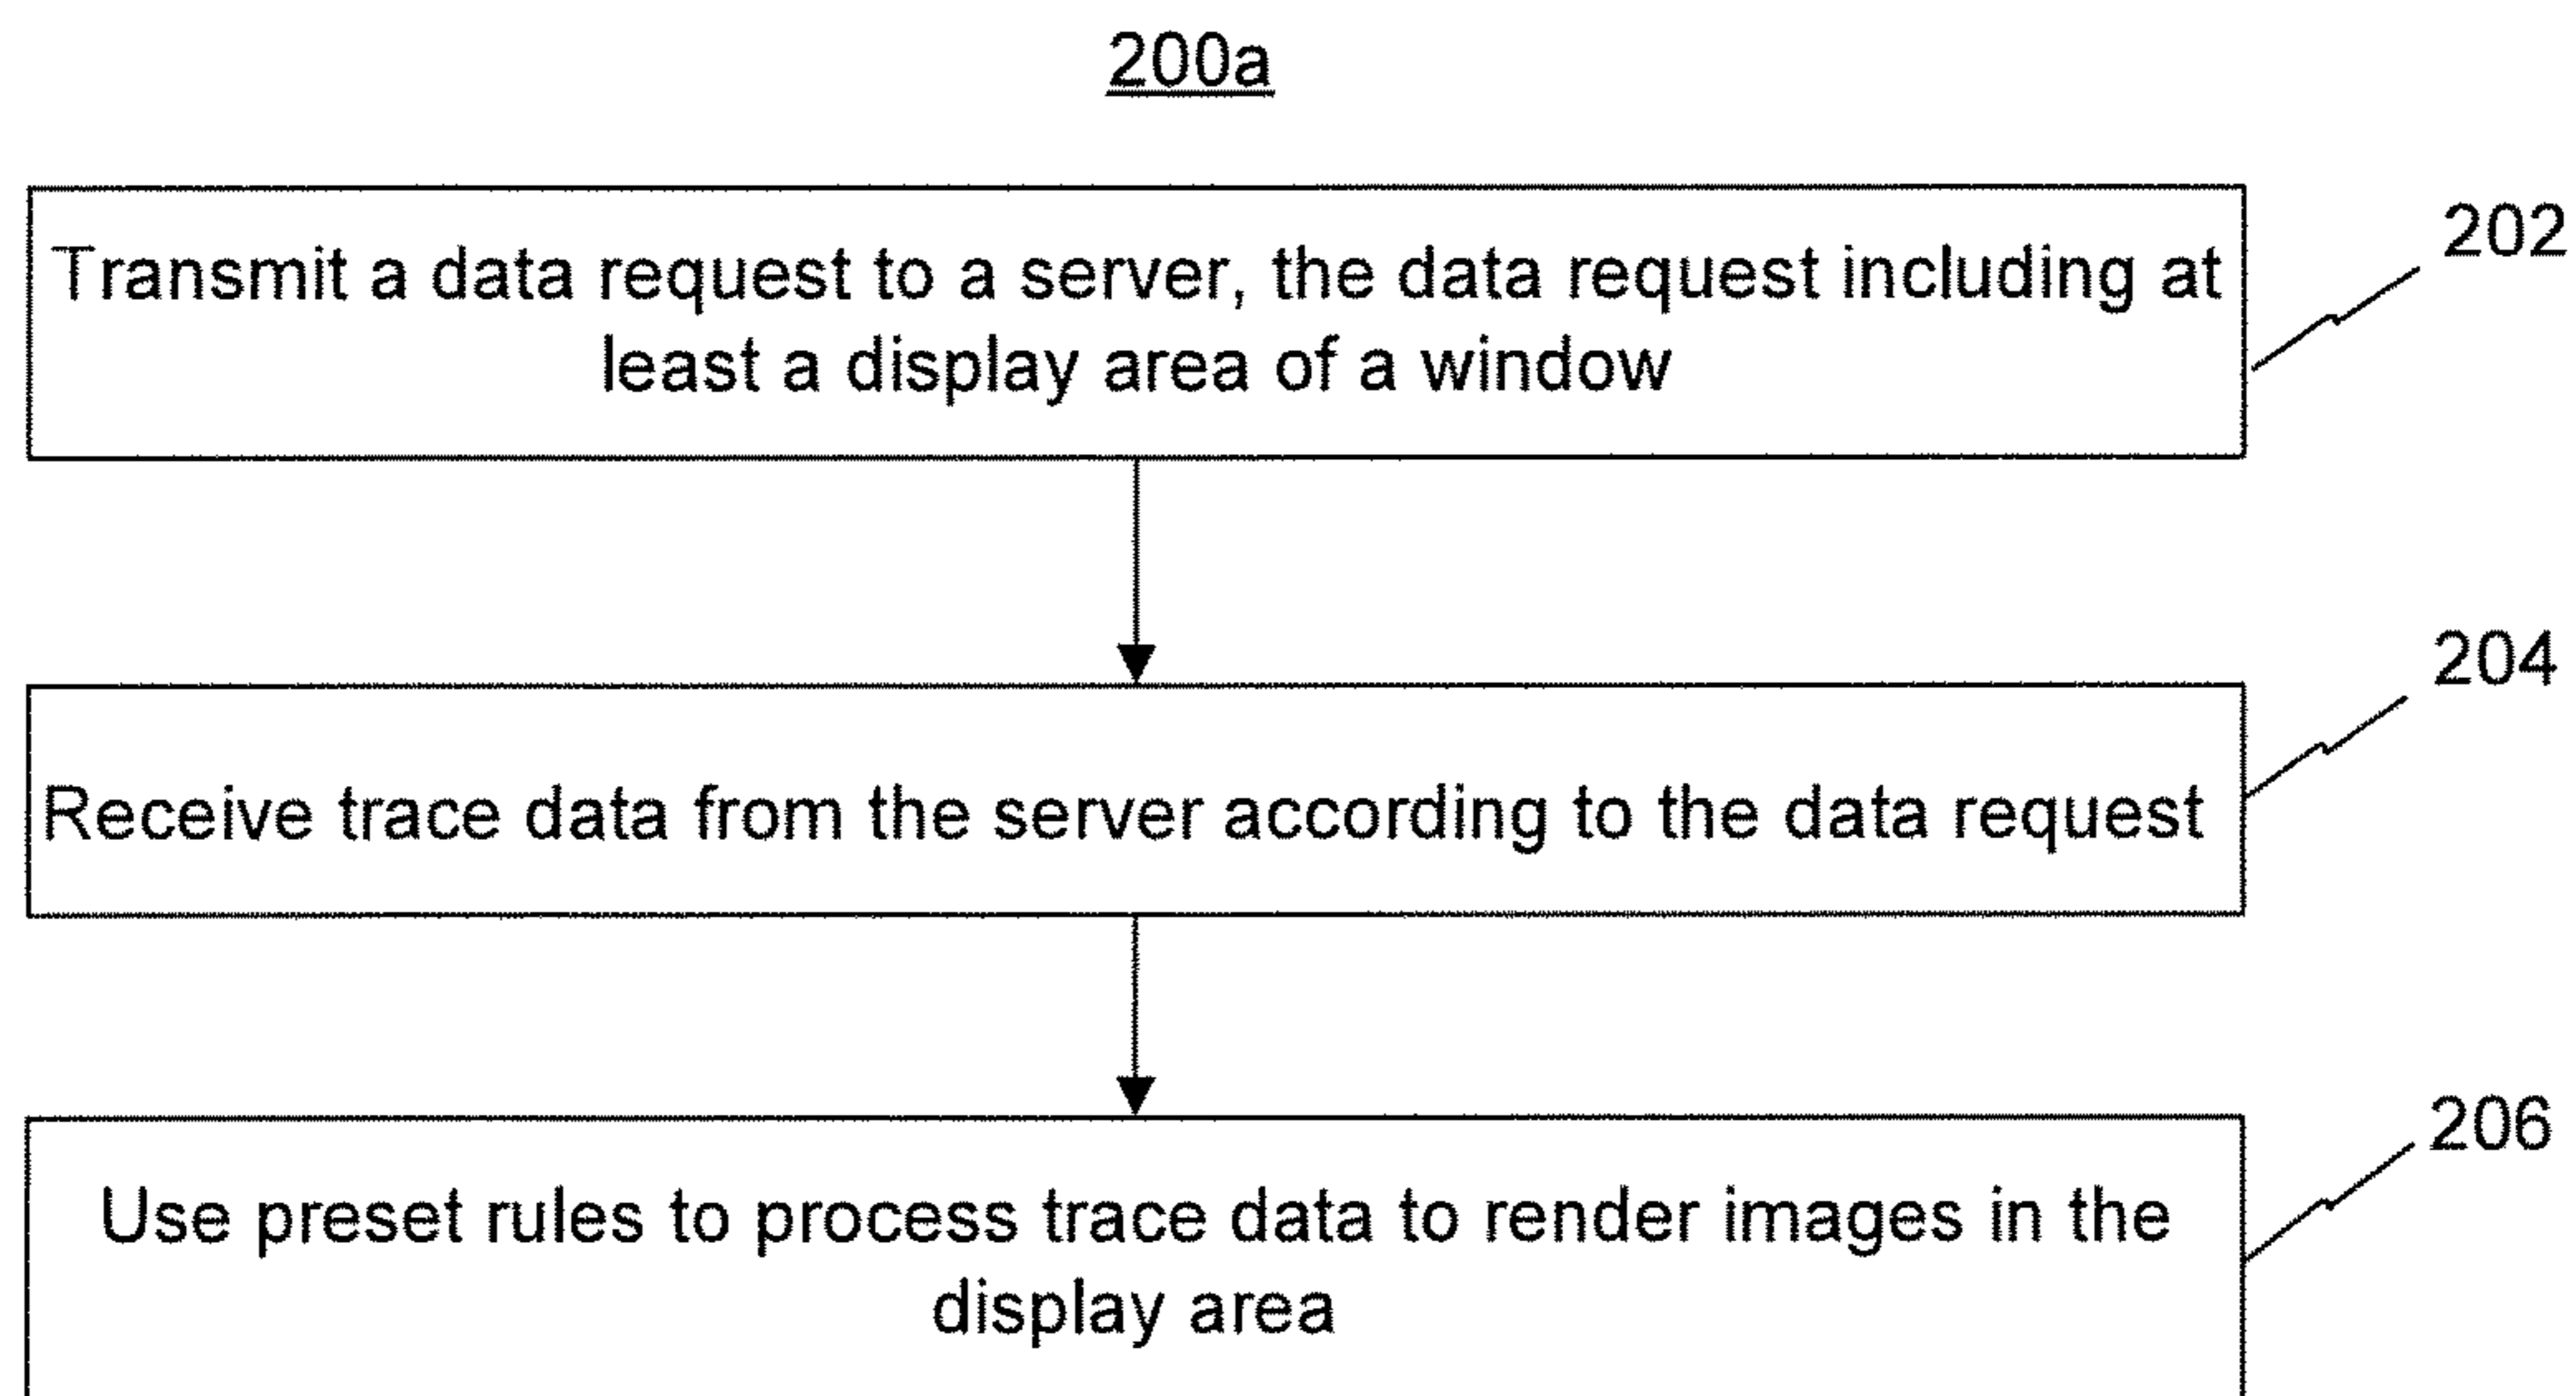 200a
Transmit a data request to a server, the data request including at
least a display area of a window
202
Receive trace data from the server according to the data request
204
Use preset rules to process trace data to render images in the
display area
206